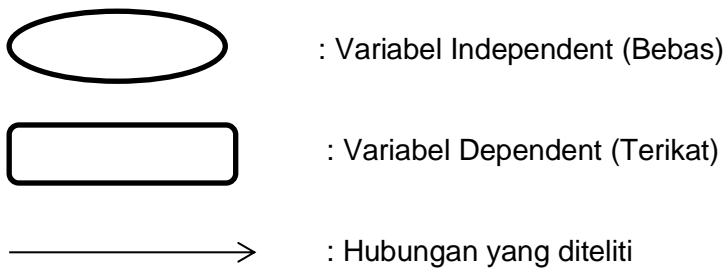 : Variabel Independent (Bebas)
: Variabel Dependent (Terikat)
: Hubungan yang diteliti